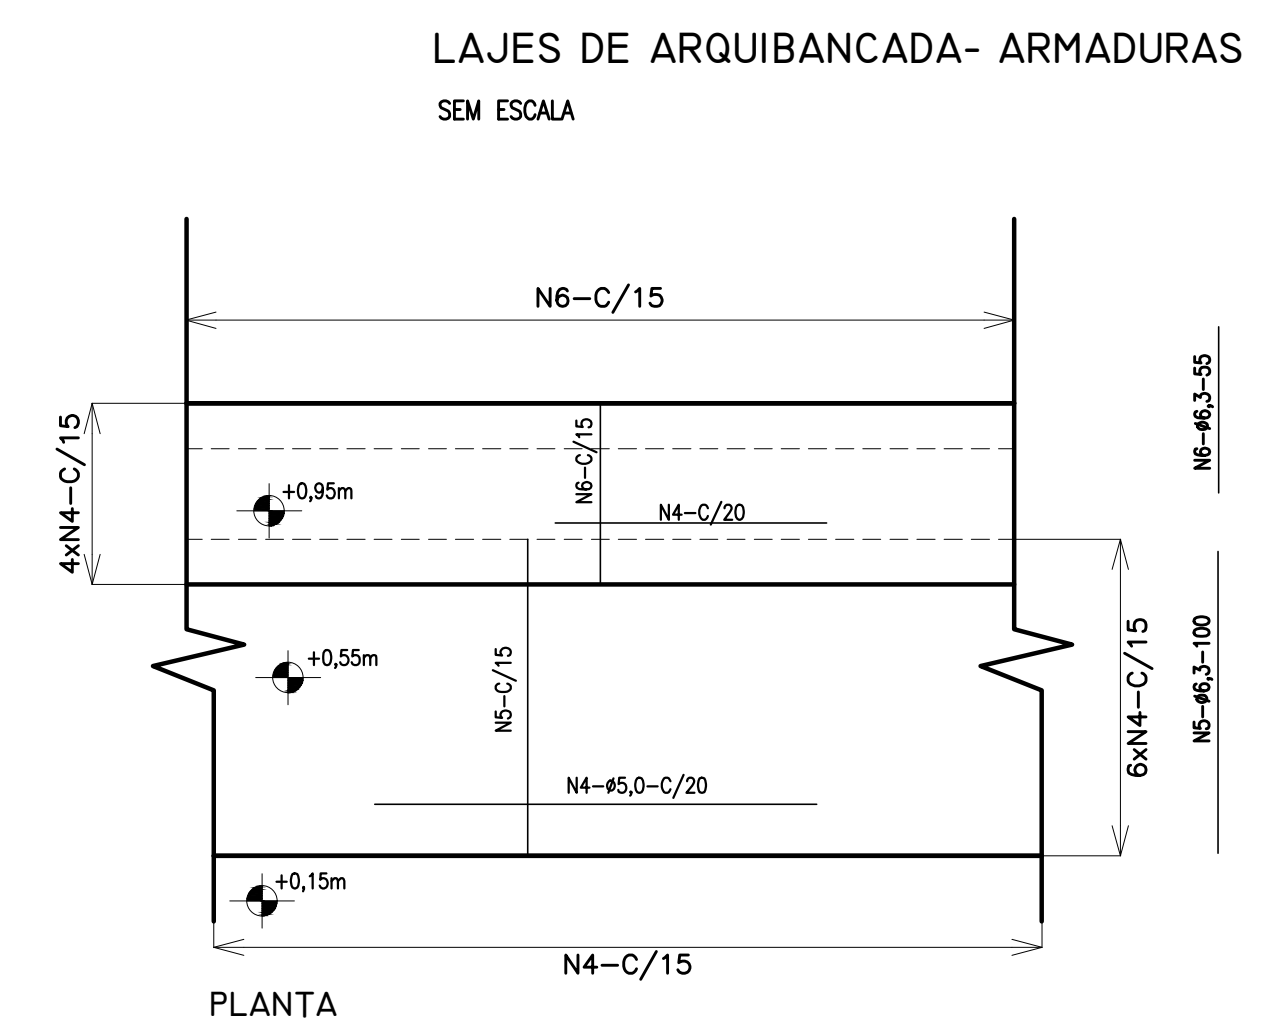 LAJES DE ARQUIBANCADA- ARMADURAS
SEM ESCALA
N6-C/15
4xN4-C/15
N6-C/15
+0,95m
N4-C/20
N6-ø6,3-55
+0,55m
N5-C/15
6xN4-C/15
N5-ø6,3-100
N4-ø5,0-C/20
+0,15m
N4-C/15
PLANTA